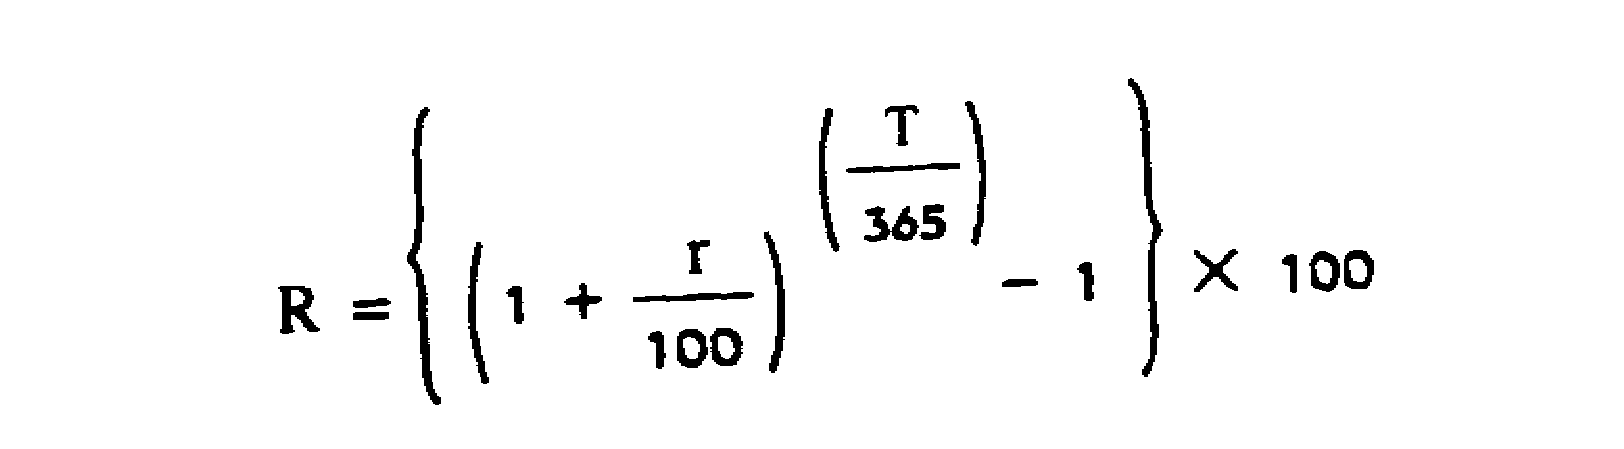 R = { ( 1 + r/100 )^( T/365 ) - 1 } × 100